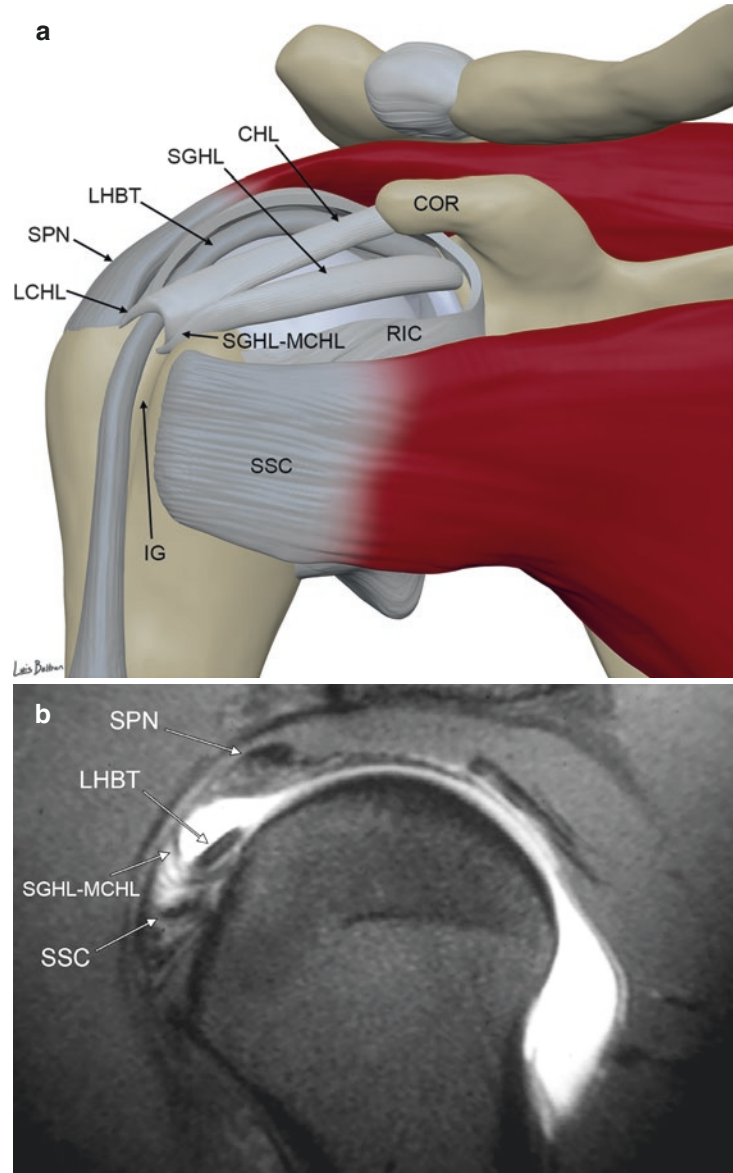 a
CHL
SGHL
LHBT
COR
SPN
LCHL
SGHL-MCHL
RIC
SSC
IG
Luis Beltran
b
SPN
LHBT
SGHL-MCHL
SSC